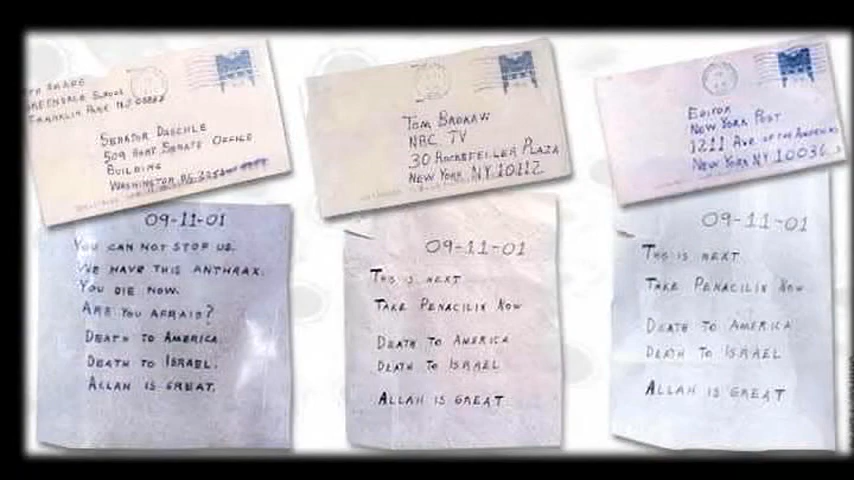 GREENDALE SCHOOL
FRANKLIN PARK NJ 08852
SENATOR DASCHLE
509 HART SENATE OFFICE
BUILDING
WASHINGTON
09-11-01
YOU CAN NOT STOP US.
WE HAVE THIS ANTHRAX.
YOU DIE NOW.
ARE YOU AFRAID?
DEATH TO AMERICA.
DEATH TO ISRAEL.
ALLAH IS GREAT.
TOM BROKAW
NBC TV
30 ROCKEFELLER PLAZA
NEW YORK NY 10112
09-11-01
THIS IS NEXT
TAKE PENACILIN NOW
DEATH TO AMERICA
DEATH TO ISRAEL
ALLAH IS GREAT
EDITOR
NEW YORK POST
1211 AVE. OF THE AMERICAS
NEW YORK NY 10036
09-11-01
THIS IS NEXT
TAKE PENACILIN NOW
DEATH TO AMERICA
DEATH TO ISRAEL
ALLAH IS GREAT